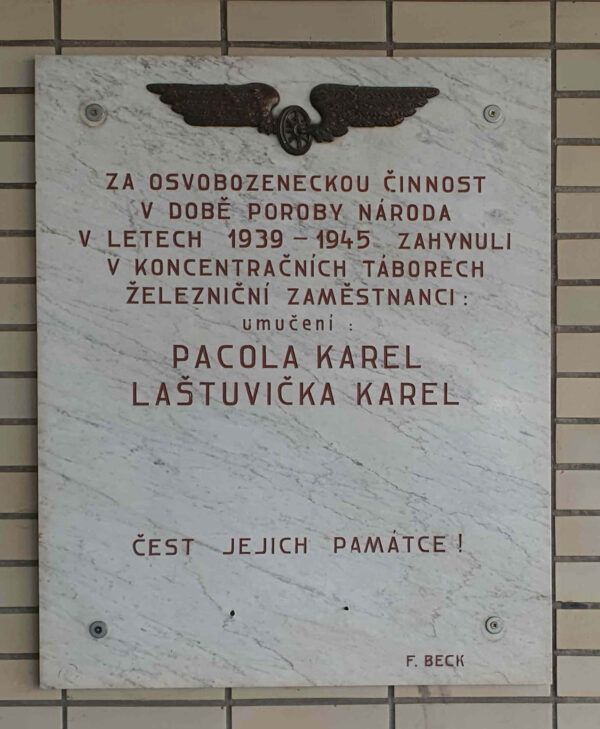 ZA OSVOBOZENECKOU ČINNOST
V DOBĚ POROBY NÁRODA
V LETECH 1939 – 1945 ZAHYNULI
V KONCENTRAČNÍCH TÁBORECH
ŽELEZNIČNÍ ZAMĚSTNANCI:
umučení :
PACOLA KAREL
LAŠTUVIČKA KAREL
ČEST JEJICH PAMÁTCE!
F. BECK